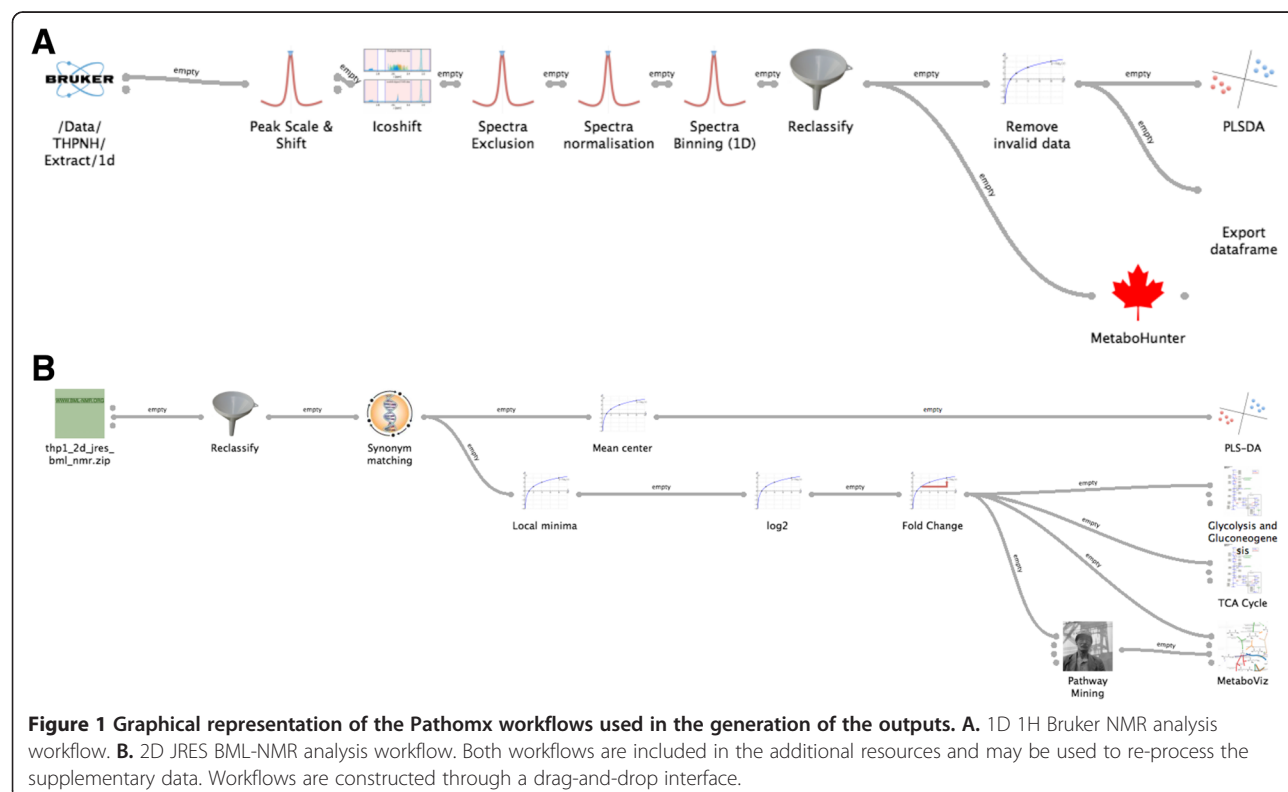 A
BRUKER
/Data/
THPNH/
Extract/1d
empty
Peak Scale &
Shift
empty
Icoshift
empty
Spectra
Exclusion
empty
Spectra
normalisation
empty
Spectra
Binning (1D)
empty
Reclassify
empty
empty
Remove
invalid data
empty
empty
PLSDA
Export
dataframe
MetaboHunter
B
thp1_2d_jres_
bml_nmr.zip
empty
Reclassify
empty
Synonym
matching
empty
empty
Mean center
empty
PLS-DA
Local minima
empty
log2
empty
Fold Change
empty
empty
empty
empty
Glycolysis and
Gluconeogene
sis
TCA Cycle
Pathway
Mining
empty
MetaboViz
Figure 1 Graphical representation of the Pathomx workflows used in the generation of the outputs. A. 1D 1H Bruker NMR analysis
workflow. B. 2D JRES BML-NMR analysis workflow. Both workflows are included in the additional resources and may be used to re-process the
supplementary data. Workflows are constructed through a drag-and-drop interface.